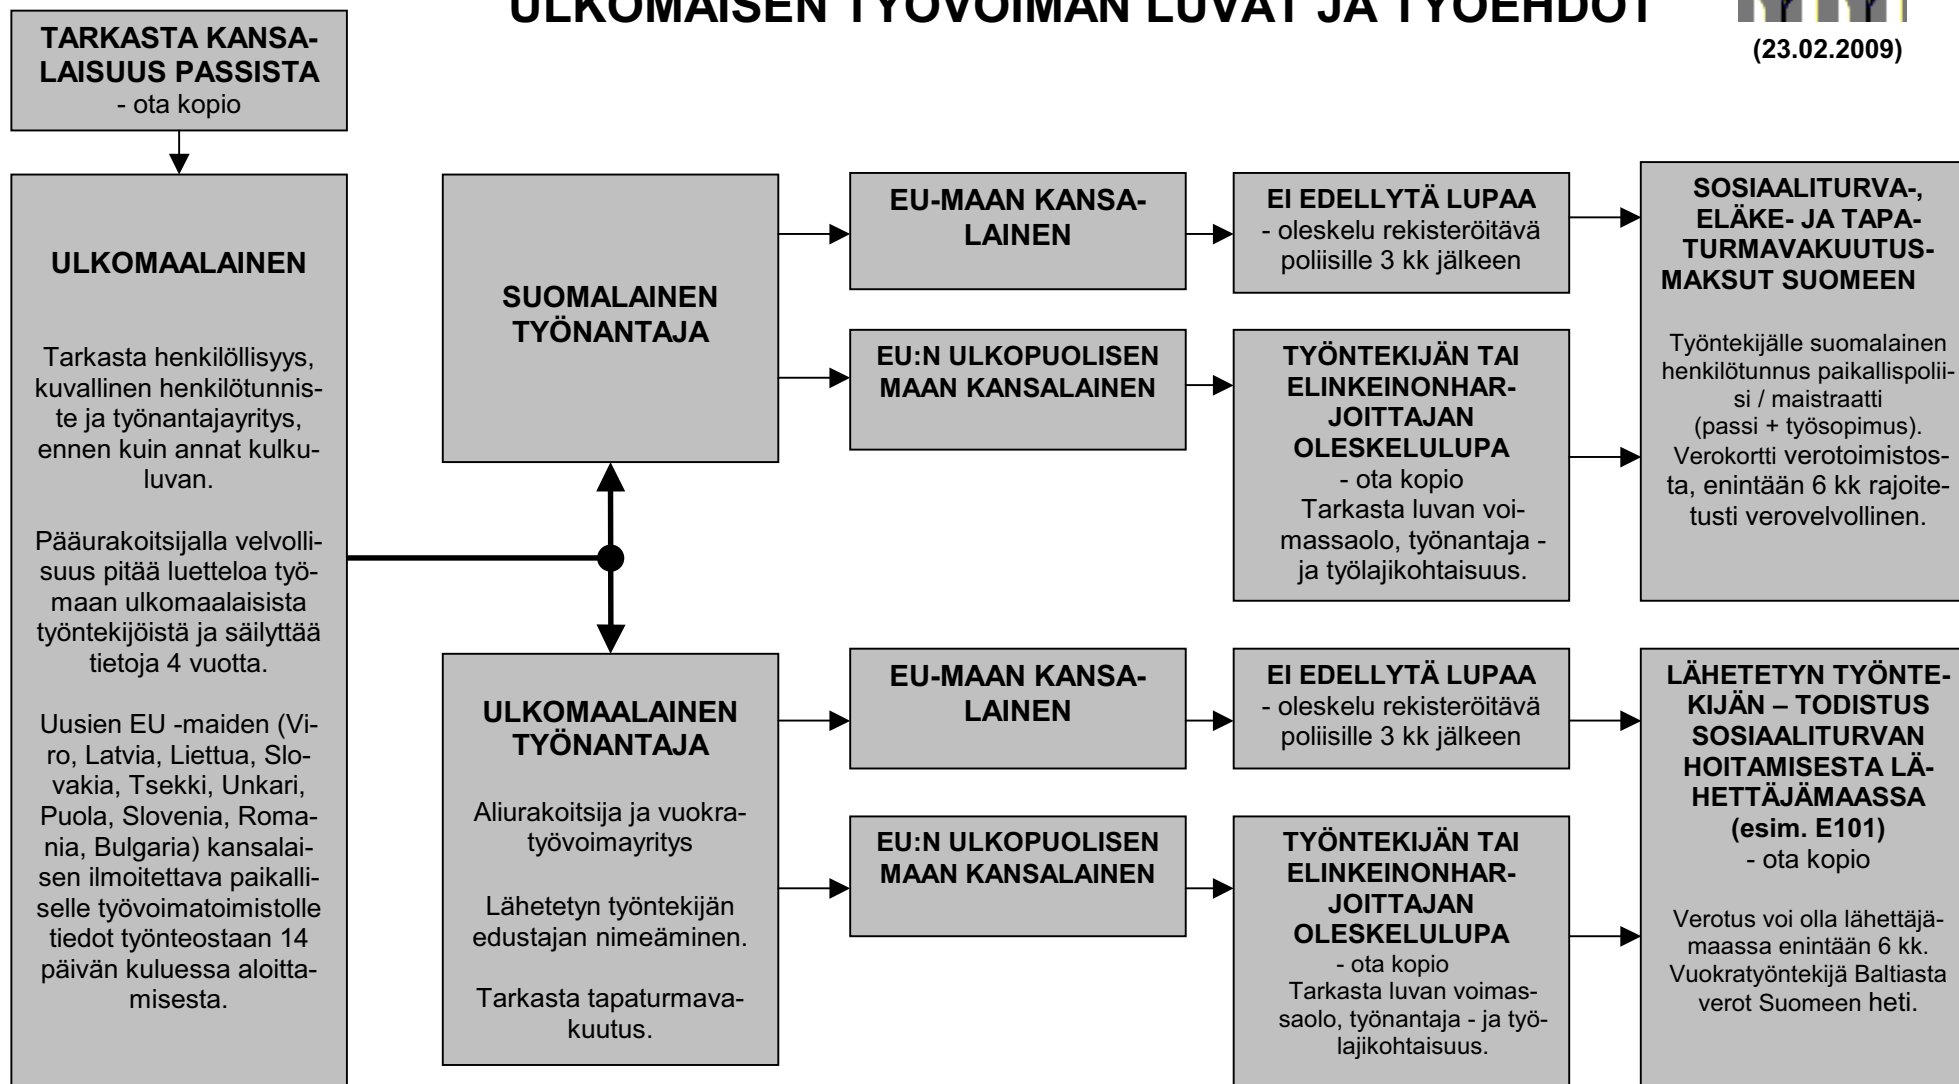 ULKOMAISEN TYÖVOIMAN LUVAT JA TYÖEHDOT
(23.02.2009)
TARKASTA KANSA-
LAISUUS PASSISTA
- ota kopio
ULKOMAALAINEN
Tarkasta henkilöllisyys,
kuvallinen henkilötunnis-
te ja työnantajayritys,
ennen kuin annat kulku-
luvan.
Pääurakoitsijalla velvolli-
suus pitää luetteloa työ-
maan ulkomaalaisista
työntekijöistä ja säilyttää
tietoja 4 vuotta.
Uusien EU -maiden (Vi-
ro, Latvia, Liettua, Slo-
vakia, Tsekki, Unkari,
Puola, Slovenia, Roma-
nia, Bulgaria) kansalai-
sen ilmoitettava paikalli-
selle työvoimatoimistolle
tiedot työnteostaan 14
päivän kuluessa aloitta-
misesta.
SUOMALAINEN
TYÖNANTAJA
EU-MAAN KANSA-
LAINEN
EI EDELLYTÄ LUPAA
- oleskelu rekisteröitävä
poliisille 3 kk jälkeen
EU:N ULKOPUOLISEN
MAAN KANSALAINEN
TYÖNTEKIJÄN TAI
ELINKEINONHAR-
JOITTAJAN
OLESKELULUPA
- ota kopio
Tarkasta luvan voi-
massaolo, työnantaja -
ja työlajikohtaisuus.
SOSIAALITURVA-,
ELÄKE- JA TAPA-
TURMAVAKUUTUS-
MAKSUT SUOMEEN
Työntekijälle suomalainen
henkilötunnus paikallispolii-
si / maistraatti
(passi + työsopimus).
Verokortti verotoimistos-
ta, enintään 6 kk rajoite-
tusti verovelvollinen.
ULKOMAALAINEN
TYÖNANTAJA
Aliurakoitsija ja vuokra-
työvoimayritys
Lähetetyn työntekijän
edustajan nimeäminen.
Tarkasta tapaturmava-
kuutus.
EU-MAAN KANSA-
LAINEN
EI EDELLYTÄ LUPAA
- oleskelu rekisteröitävä
poliisille 3 kk jälkeen
EU:N ULKOPUOLISEN
MAAN KANSALAINEN
TYÖNTEKIJÄN TAI
ELINKEINONHAR-
JOITTAJAN
OLESKELULUPA
- ota kopio
Tarkasta luvan voimas-
saolo, työnantaja - ja työ-
lajikohtaisuus.
LÄHETETYN TYÖNTE-
KIJÄN – TODISTUS
SOSIAALITURVAN
HOITAMISESTA LÄ-
HETTÄJÄMAASSA
(esim. E101)
- ota kopio
Verotus voi olla lähettäjä-
maassa enintään 6 kk.
Vuokratyöntekijä Baltiasta
verot Suomeen heti.